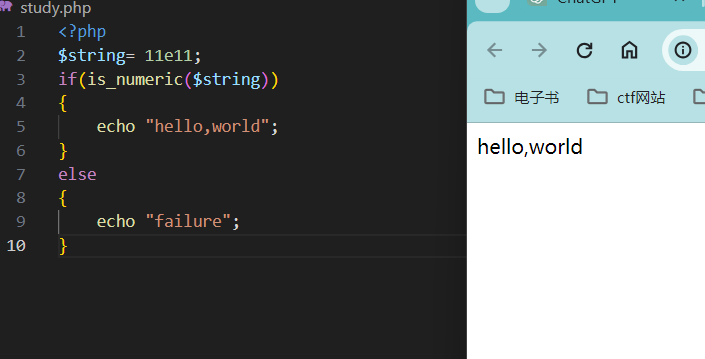 study.php
1 <?php
2 $string= 11e11;
3 if(is_numeric($string))
4 {
5 echo "hello,world";
6 }
7 else
8 {
9 echo "failure";
10 }
电子书 ctf网站
hello,world